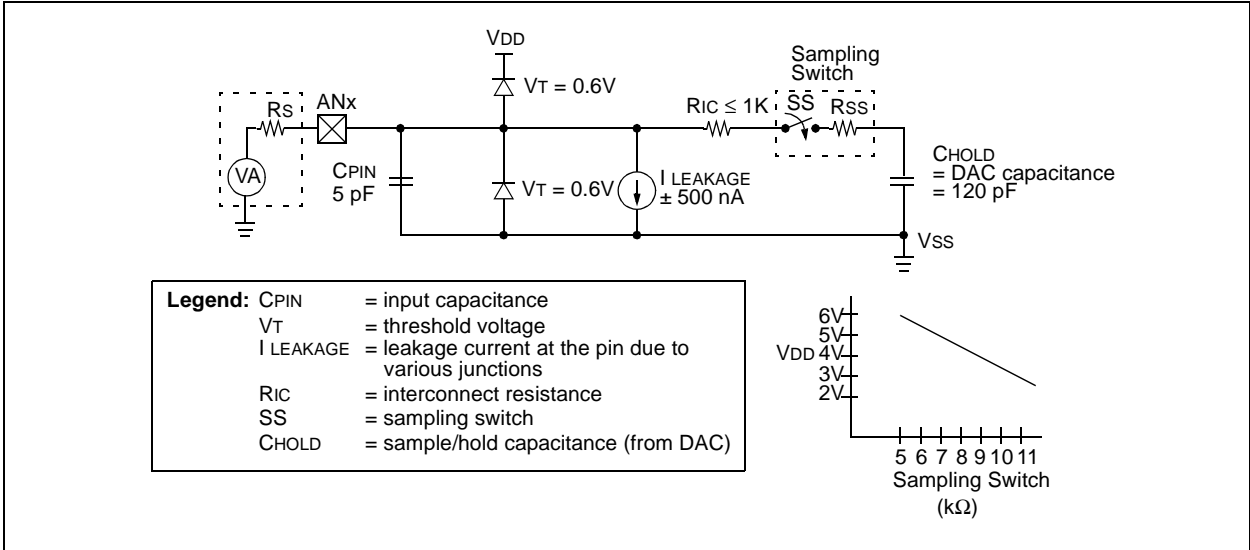 VDD
VT = 0.6V
Sampling
Switch
RS
ANx
RIC ≤ 1K
SS
RSS
VA
CPIN
5 pF
VT = 0.6V
I LEAKAGE
± 500 nA
CHOLD
= DAC capacitance
= 120 pF
VSS
Legend: CPIN = input capacitance
VT = threshold voltage
I LEAKAGE = leakage current at the pin due to
various junctions
RIC = interconnect resistance
SS = sampling switch
CHOLD = sample/hold capacitance (from DAC)
6V
5V
VDD 4V
3V
2V
5 6 7 8 9 10 11
Sampling Switch
(kΩ)